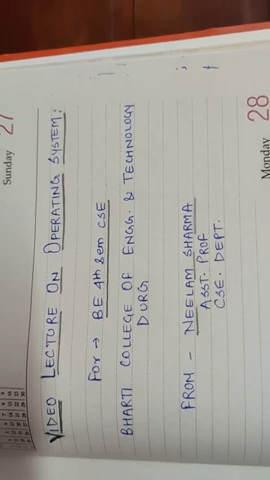 Sunday 27
VIDEO LECTURE ON OPERATING SYSTEM:
For → BE 4th Sem CSE
BHARTI COLLEGE OF ENGG. & TECHNOLOGY
DURG
FROM - NEELAM SHARMA
ASST. PROF
CSE. DEPT.
Monday 28